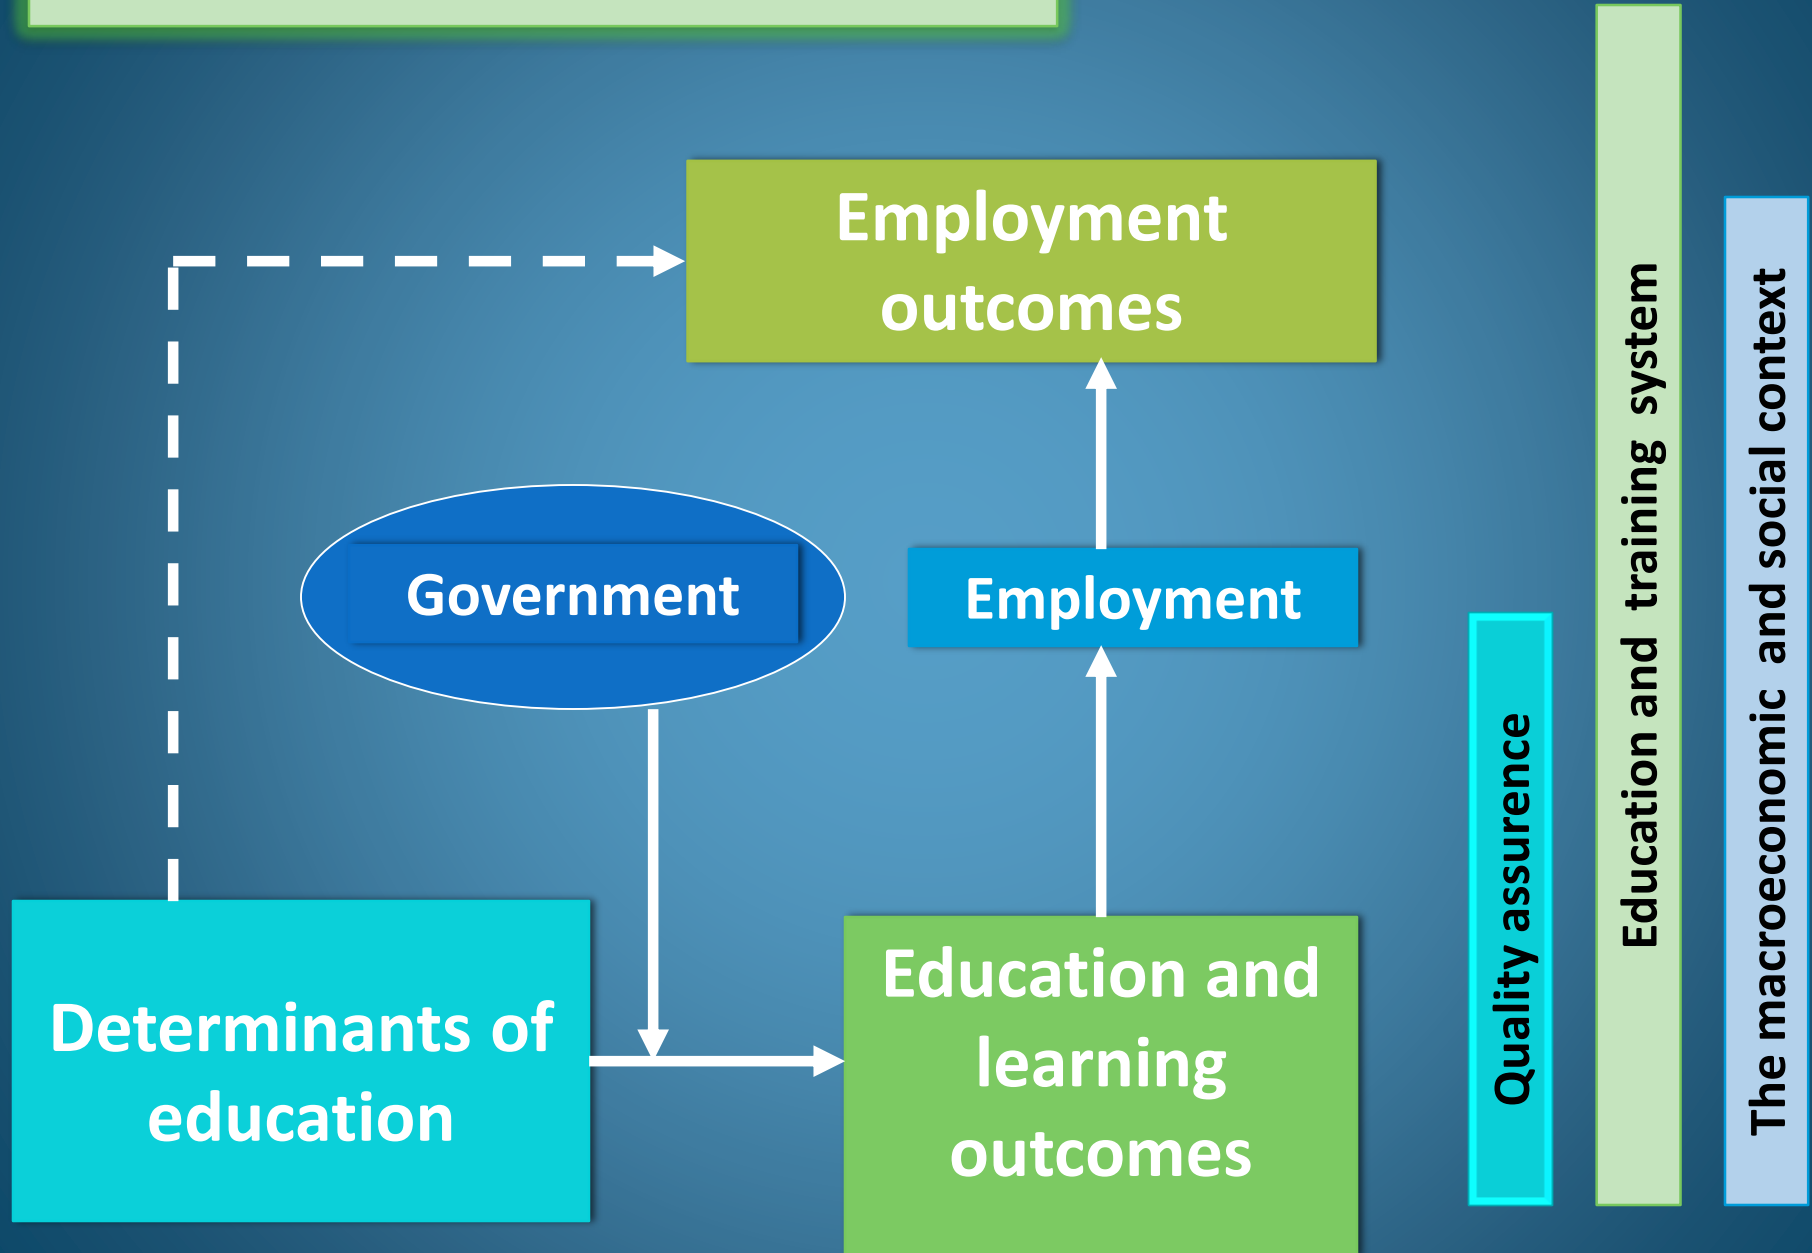 Employment
outcomes
Government
Employment
Determinants of
education
Education and
learning
outcomes
Quality assurence
Education and training system
The macroeconomic and social context